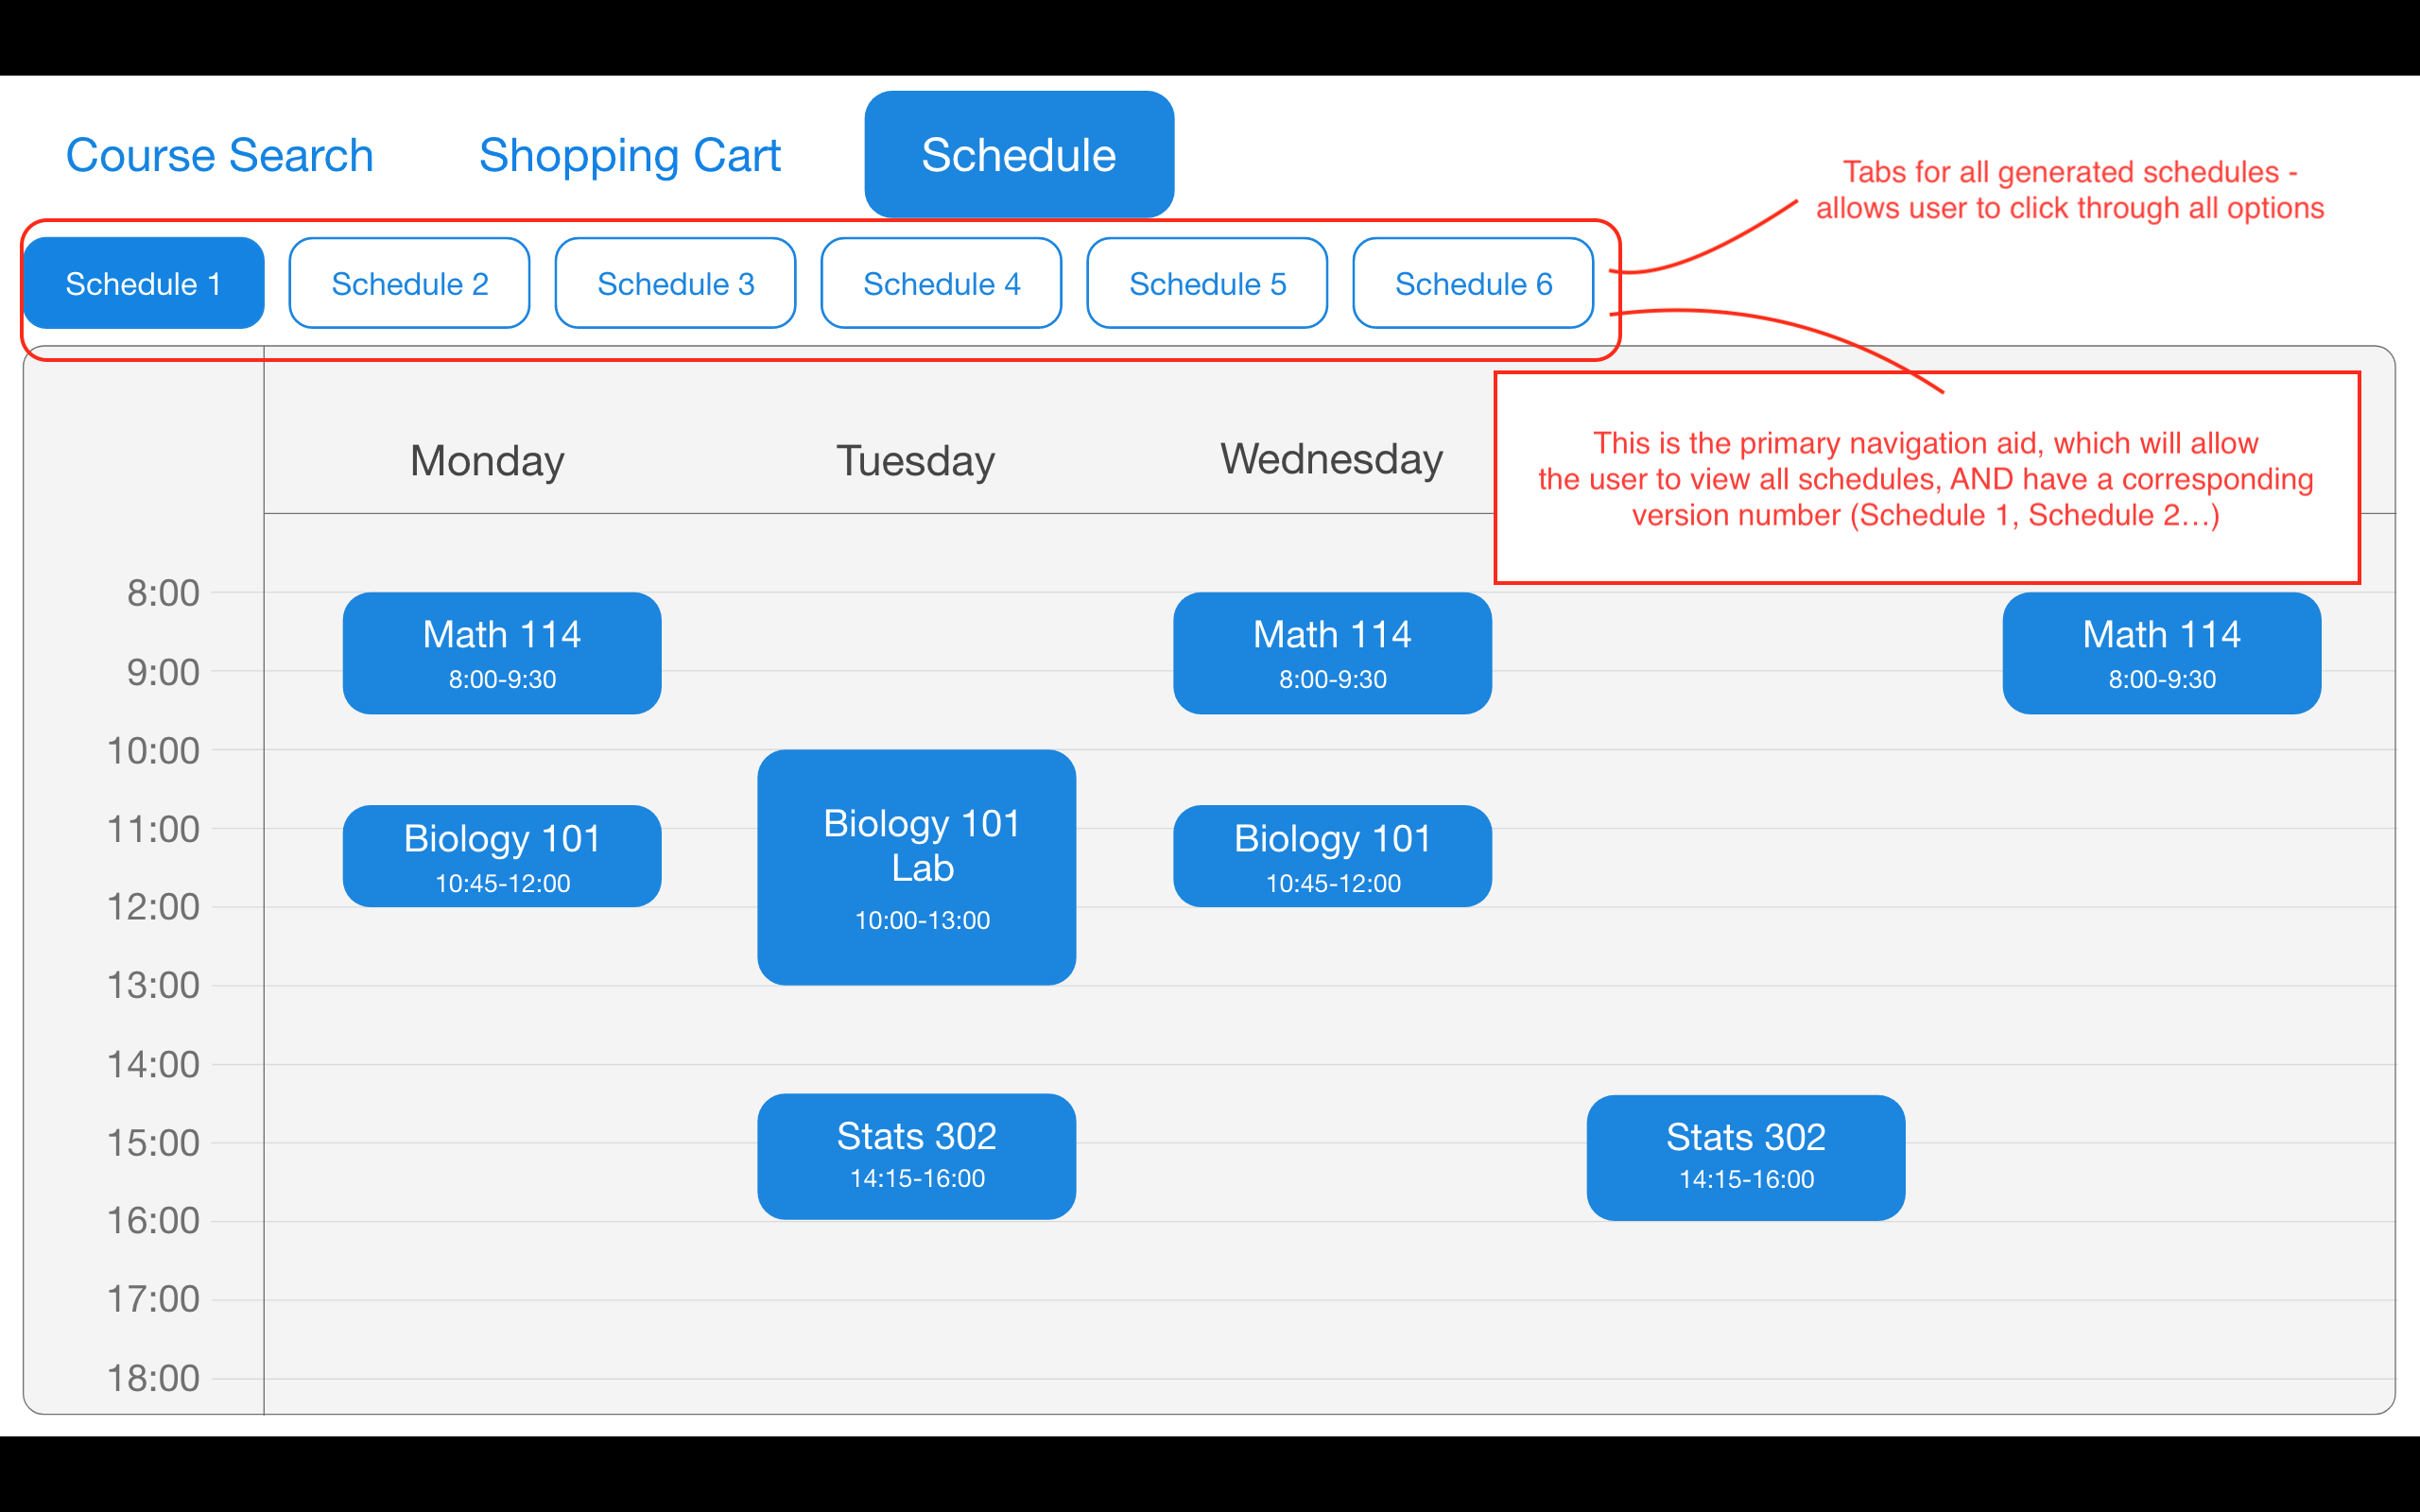 Course Search
Shopping Cart
Schedule
Tabs for all generated schedules -
allows user to click through all options
Schedule 1
Schedule 2
Schedule 3
Schedule 4
Schedule 5
Schedule 6
This is the primary navigation aid, which will allow
the user to view all schedules, AND have a corresponding
version number (Schedule 1, Schedule 2…)
Monday
Tuesday
Wednesday
8:00
Math 114
8:00-9:30
Math 114
8:00-9:30
Math 114
8:00-9:30
9:00
10:00
Biology 101
10:45-12:00
Biology 101
Lab
10:00-13:00
Biology 101
10:45-12:00
11:00
12:00
13:00
14:00
Stats 302
14:15-16:00
Stats 302
14:15-16:00
15:00
16:00
17:00
18:00